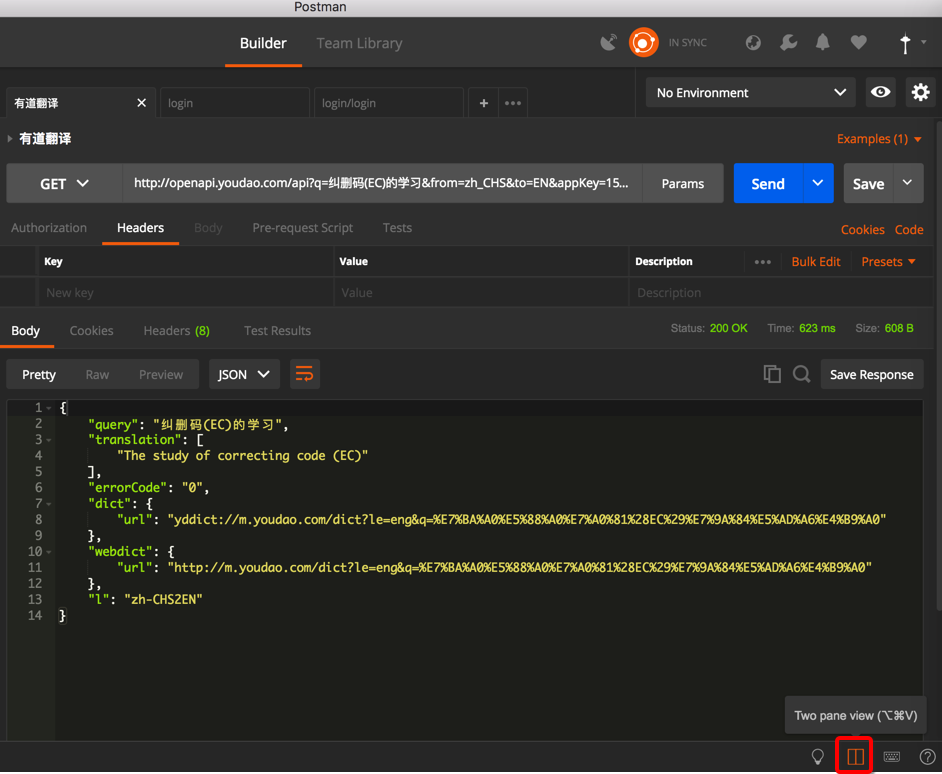 Postman
Builder Team Library IN SYNC
有道翻译 login login/login + ••• No Environment
有道翻译 Examples (1)
GET http://openapi.youdao.com/api?q=纠删码(EC)的学习&from=zh_CHS&to=EN&appKey=15... Params Send Save
Authorization Headers Body Pre-request Script Tests Cookies Code
Key Value Description ••• Bulk Edit Presets
New key Value Description
Body Cookies Headers (8) Test Results Status: 200 OK Time: 623 ms Size: 608 B
Pretty Raw Preview JSON Save Response
1 {
2 "query": "纠删码(EC)的学习",
3 "translation": [
4 "The study of correcting code (EC)"
5 ],
6 "errorCode": "0",
7 "dict": {
8 "url": "yddict://m.youdao.com/dict?le=eng&q=%E7%BA%A0%E5%88%A0%E7%A0%81%28EC%29%E7%9A%84%E5%AD%A6%E4%B9%A0"
9 },
10 "webdict": {
11 "url": "http://m.youdao.com/dict?le=eng&q=%E7%BA%A0%E5%88%A0%E7%A0%81%28EC%29%E7%9A%84%E5%AD%A6%E4%B9%A0"
12 },
13 "l": "zh-CHS2EN"
14 }
Two pane view (⌥⌘V)